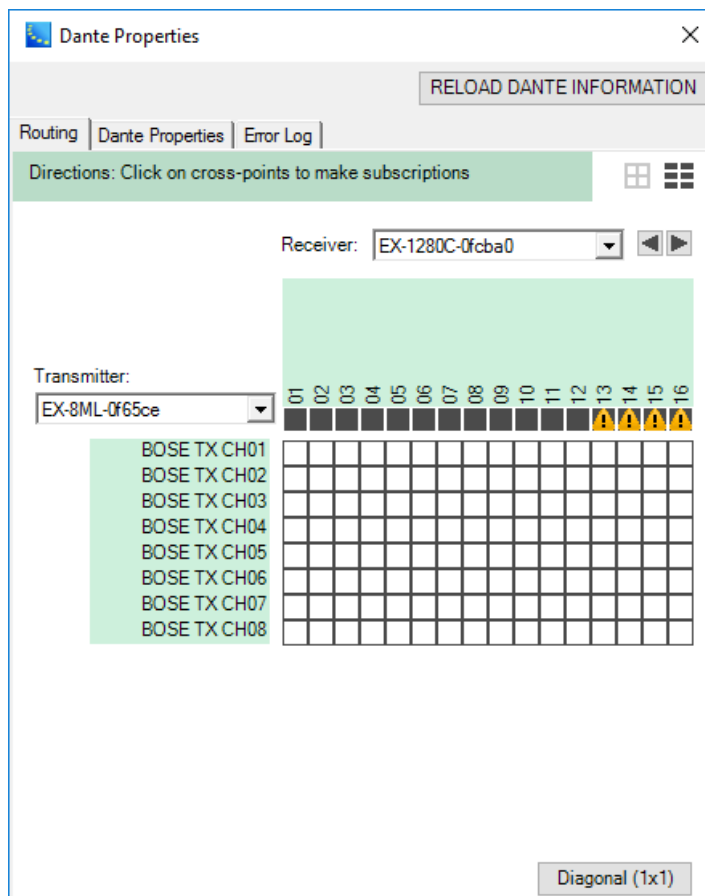 Dante Properties
RELOAD DANTE INFORMATION
Routing Dante Properties Error Log
Directions: Click on cross-points to make subscriptions
Receiver: EX-1280C-0fcba0
Transmitter:
01 02 03 04 05 06 07 08 09 10 11 12 13 14 15 16
EX-8ML-0f65ce
BOSE TX CH01
BOSE TX CH02
BOSE TX CH03
BOSE TX CH04
BOSE TX CH05
BOSE TX CH06
BOSE TX CH07
BOSE TX CH08
Diagonal (1x1)